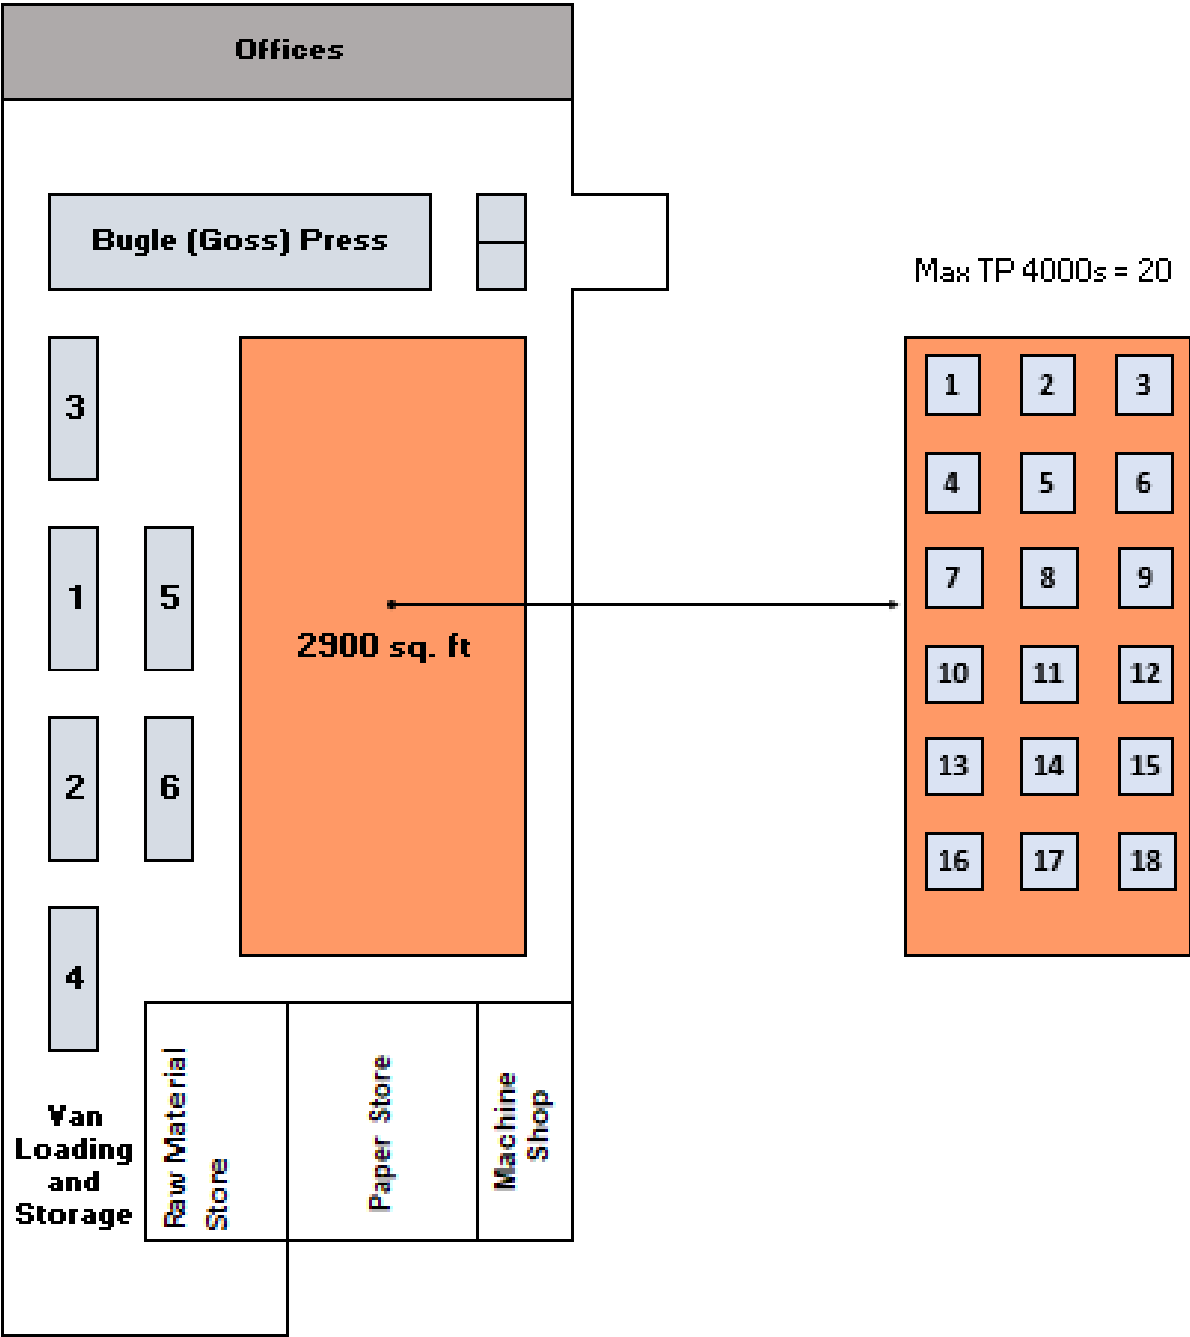 Offices
Bugle (Goss) Press
Max TP 4000s = 20
3
1
5
2
6
4
2900 sq. ft
1
2
3
4
5
6
7
8
9
10
11
12
13
14
15
16
17
18
Van
Loading
and
Storage
Raw Material
Store
Paper Store
Machine
Shop